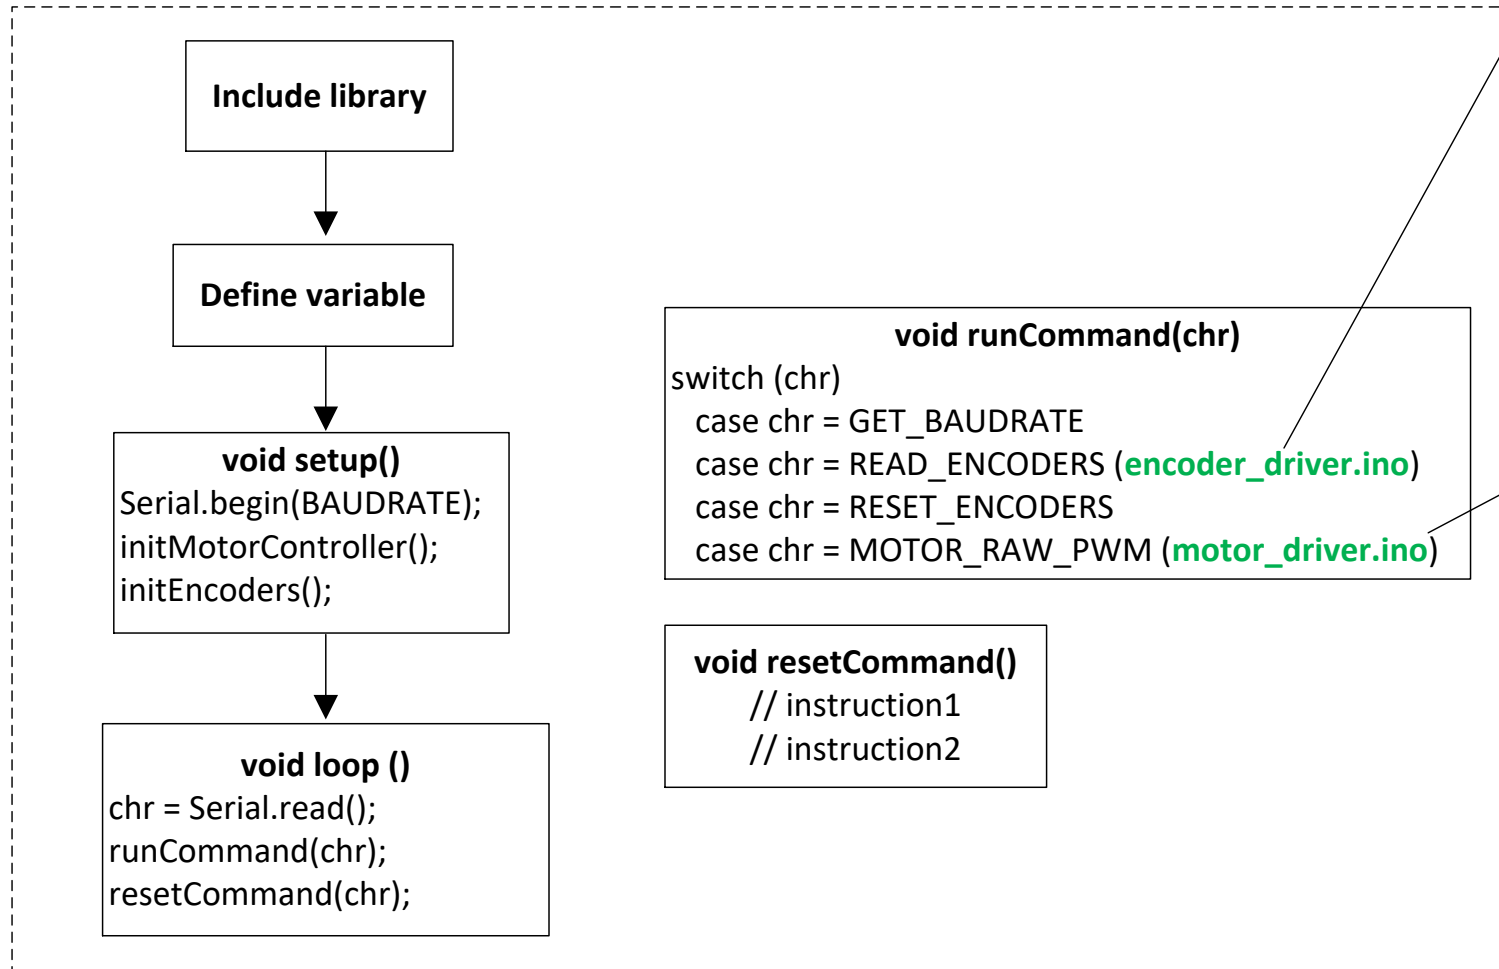 Include library
Define variable
void setup()
Serial.begin(BAUDRATE);
initMotorController();
initEncoders();
void loop ()
chr = Serial.read();
runCommand(chr);
resetCommand(chr);
void runCommand(chr)
switch (chr)
case chr = GET_BAUDRATE
case chr = READ_ENCODERS (encoder_driver.ino)
case chr = RESET_ENCODERS
case chr = MOTOR_RAW_PWM (motor_driver.ino)
void resetCommand()
// instruction1
// instruction2